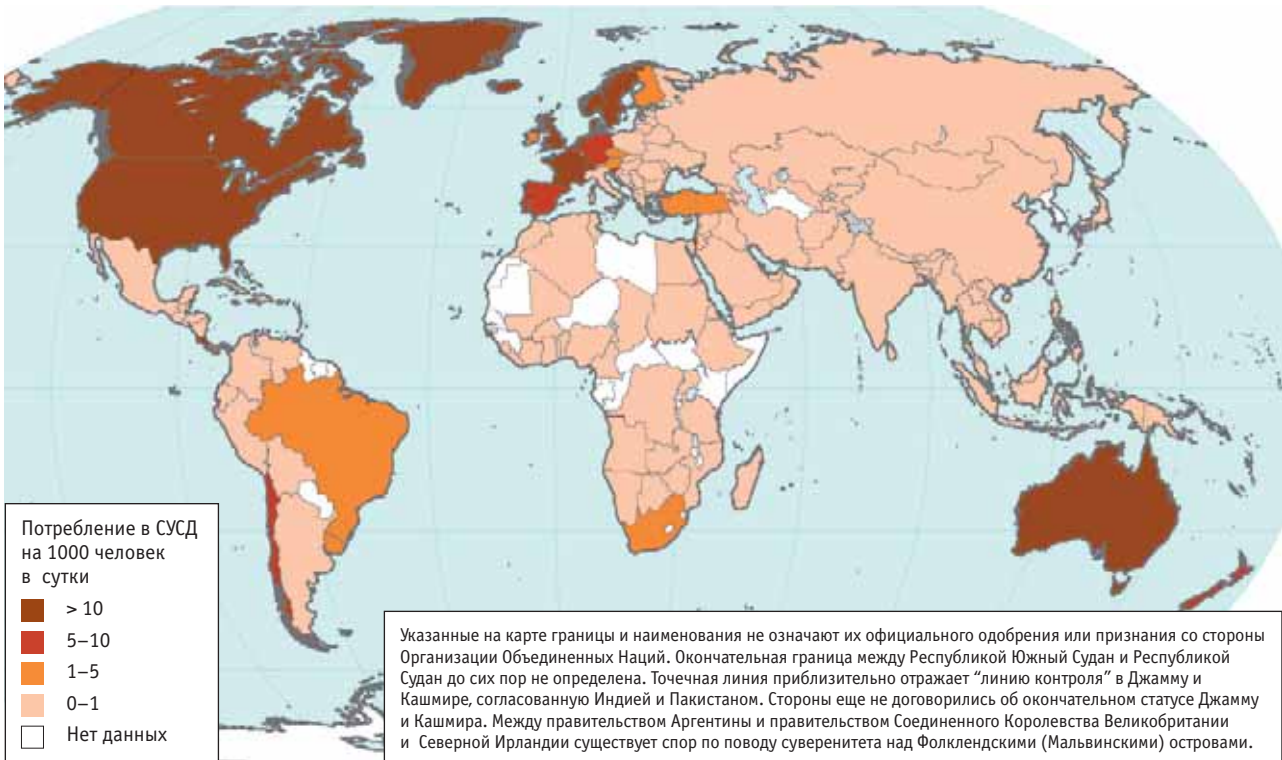 Потребление в СУСД
на 1000 человек
в сутки
> 10
5–10
1–5
0–1
Нет данных
Указанные на карте границы и наименования не означают их официального одобрения или признания со стороны
Организации Объединенных Наций. Окончательная граница между Республикой Южный Судан и Республикой
Судан до сих пор не определена. Точечная линия приблизительно отражает “линию контроля” в Джамму и
Кашмире, согласованную Индией и Пакистаном. Стороны еще не договорились об окончательном статусе Джамму
и Кашмира. Между правительством Аргентины и правительством Соединенного Королевства Великобритании
и Северной Ирландии существует спор по поводу суверенитета над Фолклендскими (Мальвинскими) островами.